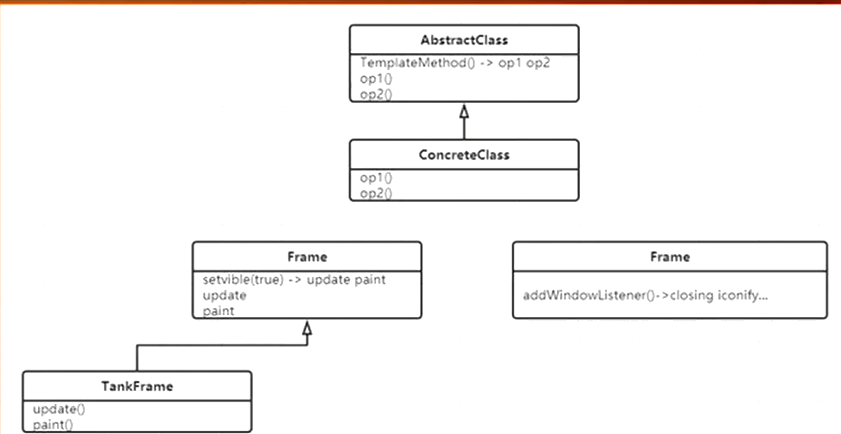 AbstractClass
TemplateMethod() -> op1 op2
op1()
op2()
ConcreteClass
op1()
op2()
Frame
setvible(true) -> update paint
update
paint
Frame
addWindowListener()->closing iconify...
TankFrame
update()
paint()